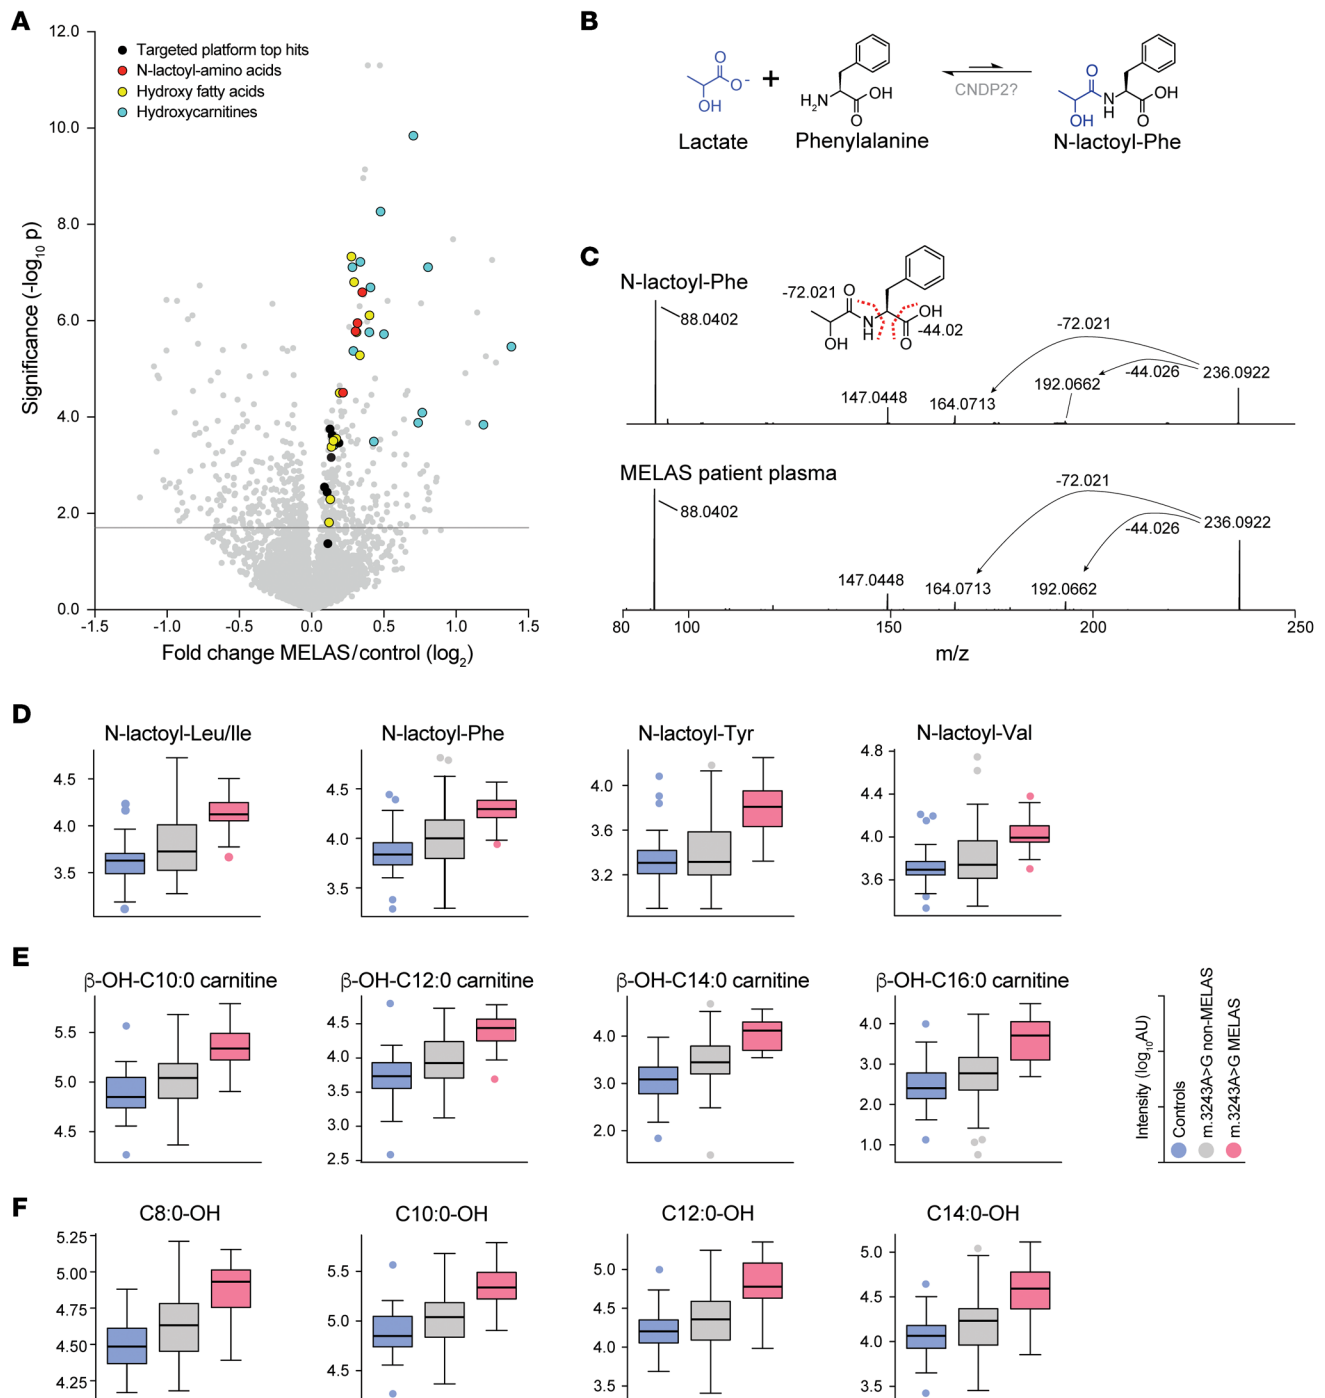 A
12.0
10.0
8.0
6.0
4.0
2.0
0.0
Significance (-log10 p)
Targeted platform top hits
N-lactoyl-amino acids
Hydroxy fatty acids
Hydroxycarnitines
-1.5
-1.0
-0.5
0.0
0.5
1.0
1.5
Fold change MELAS/control (log2)
B
O
O-
OH
Lactate
+
H2N
OH
O
Phenylalanine
CNDP2?
O
N
H
OH
OH
O
N-lactoyl-Phe
C
N-lactoyl-Phe
88.0402
-72.021
O
OH
N
H
O
OH
-44.02
147.0448
164.0713
192.0662
-72.021
-44.026
236.0922
MELAS patient plasma
88.0402
147.0448
164.0713
192.0662
-72.021
-44.026
236.0922
80
100
150
200
250
m/z
D
N-lactoyl-Leu/Ile
4.5
4.0
3.5
N-lactoyl-Phe
4.5
4.0
3.5
N-lactoyl-Tyr
4.0
3.6
3.2
N-lactoyl-Val
4.8
4.4
4.0
3.6
E
β-OH-C10:0 carnitine
5.5
5.0
4.5
β-OH-C12:0 carnitine
4.5
4.0
3.5
3.0
2.5
β-OH-C14:0 carnitine
4.0
3.0
2.0
β-OH-C16:0 carnitine
4.0
3.0
2.0
1.0
Intensity (log10AU)
Controls
m.3243A>G non-MELAS
m.3243A>G MELAS
F
C8:0-OH
5.25
5.00
4.75
4.50
4.25
C10:0-OH
5.5
5.0
4.5
C12:0-OH
5.0
4.5
4.0
3.5
C14:0-OH
5.0
4.5
4.0
3.5